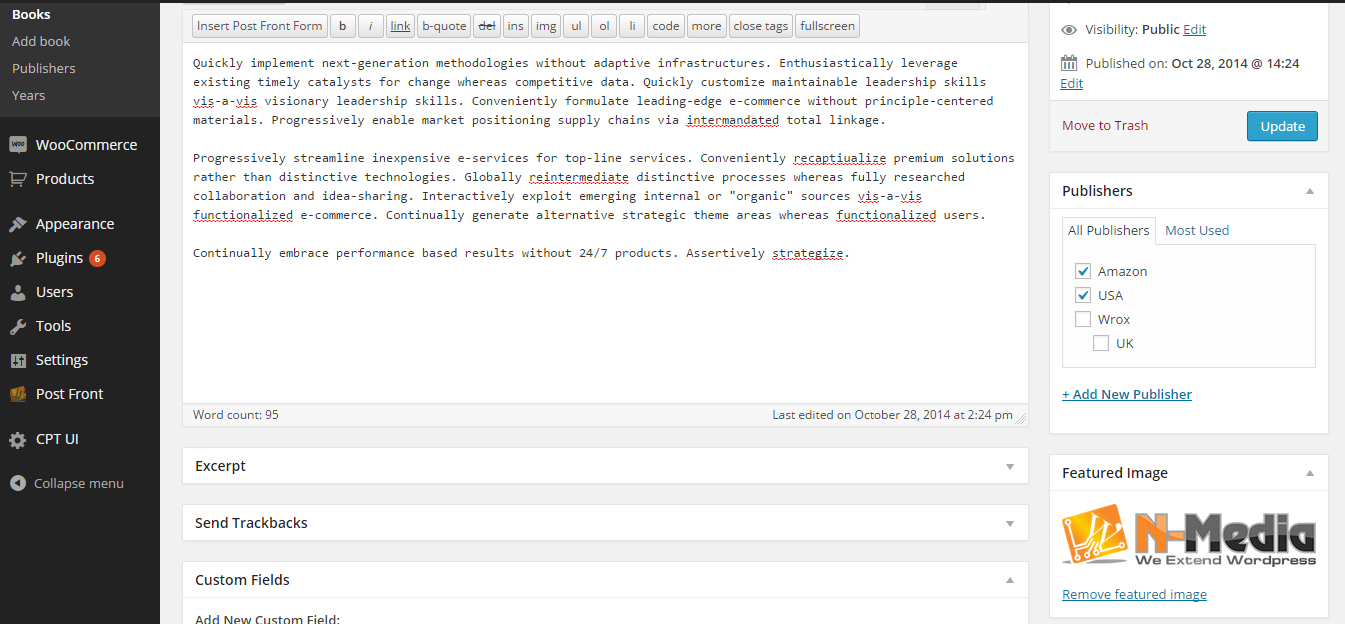 Books
Add book
Publishers
Years
WooCommerce
Products
Appearance
Plugins 6
Users
Tools
Settings
Post Front
CPT UI
Collapse menu
Insert Post Front Form b i link b-quote del ins img ul ol li code more close tags fullscreen
Quickly implement next-generation methodologies without adaptive infrastructures. Enthusiastically leverage
existing timely catalysts for change whereas competitive data. Quickly customize maintainable leadership skills
vis-a-vis visionary leadership skills. Conveniently formulate leading-edge e-commerce without principle-centered
materials. Progressively enable market positioning supply chains via intermandated total linkage.
Progressively streamline inexpensive e-services for top-line services. Conveniently recaptiualize premium solutions
rather than distinctive technologies. Globally reintermediate distinctive processes whereas fully researched
collaboration and idea-sharing. Interactively exploit emerging internal or "organic" sources vis-a-vis
functionalized e-commerce. Continually generate alternative strategic theme areas whereas functionalized users.
Continually embrace performance based results without 24/7 products. Assertively strategize.
Word count: 95 Last edited on October 28, 2014 at 2:24 pm
Excerpt
Send Trackbacks
Custom Fields
Add New Custom Field:
Visibility: Public Edit
Published on: Oct 28, 2014 @ 14:24
Edit
Move to Trash Update
Publishers
All Publishers Most Used
Amazon
USA
Wrox
UK
+ Add New Publisher
Featured Image
N-Media
We Extend Wordpress
Remove featured image